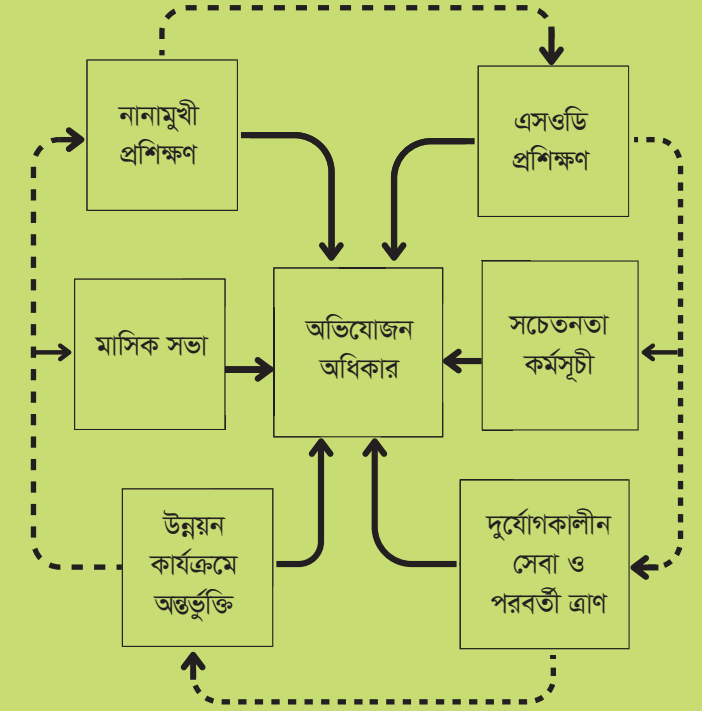 নানামুখী
প্রশিক্ষণ
এসওডি
প্রশিক্ষণ
মাসিক সভা
অভিযোজন
অধিকার
সচেতনতা
কর্মসূচী
উন্নয়ন
কার্যক্রমে
অন্তর্ভুক্তি
দুর্যোগকালীন
সেবা ও
পরবর্তী ত্রাণ